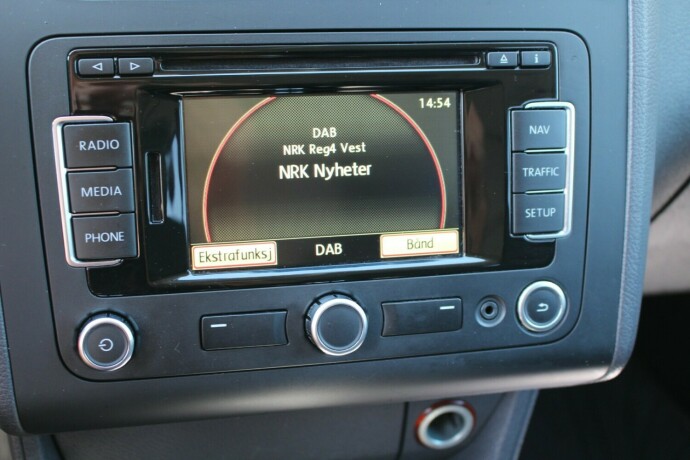 i
14:54
DAB
NRK Reg4 Vest
NRK Nyheter
Ekstrafunksj
DAB
Bånd
RADIO
MEDIA
PHONE
NAV
TRAFFIC
SETUP